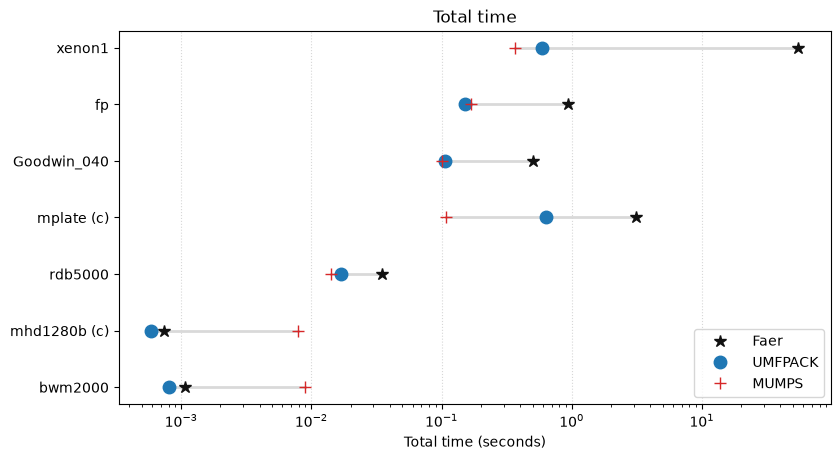 Total time
xenon1
fp
Goodwin_040
mplate (c)
rdb5000
mhd1280b (c)
bwm2000
Faer
UMFPACK
MUMPS
10⁻³ 10⁻² 10⁻¹ 10⁰ 10¹
Total time (seconds)